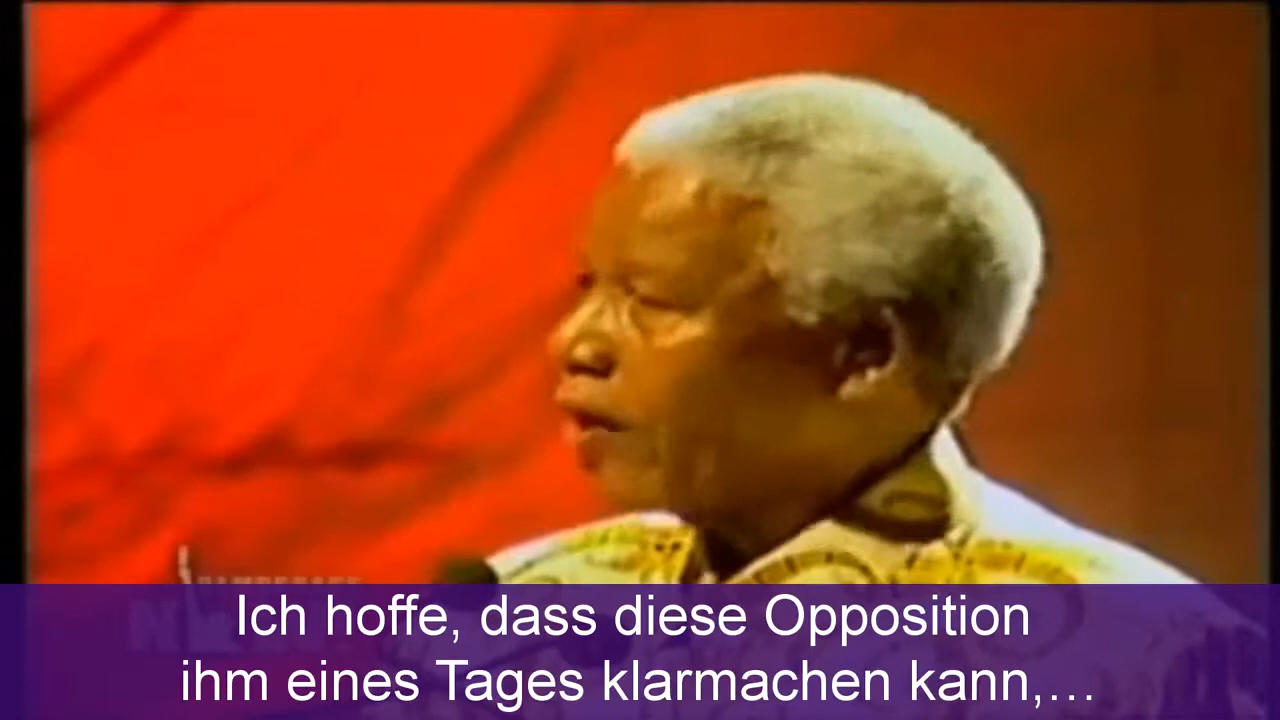 Ich hoffe, dass diese Opposition
ihm eines Tages klarmachen kann,…